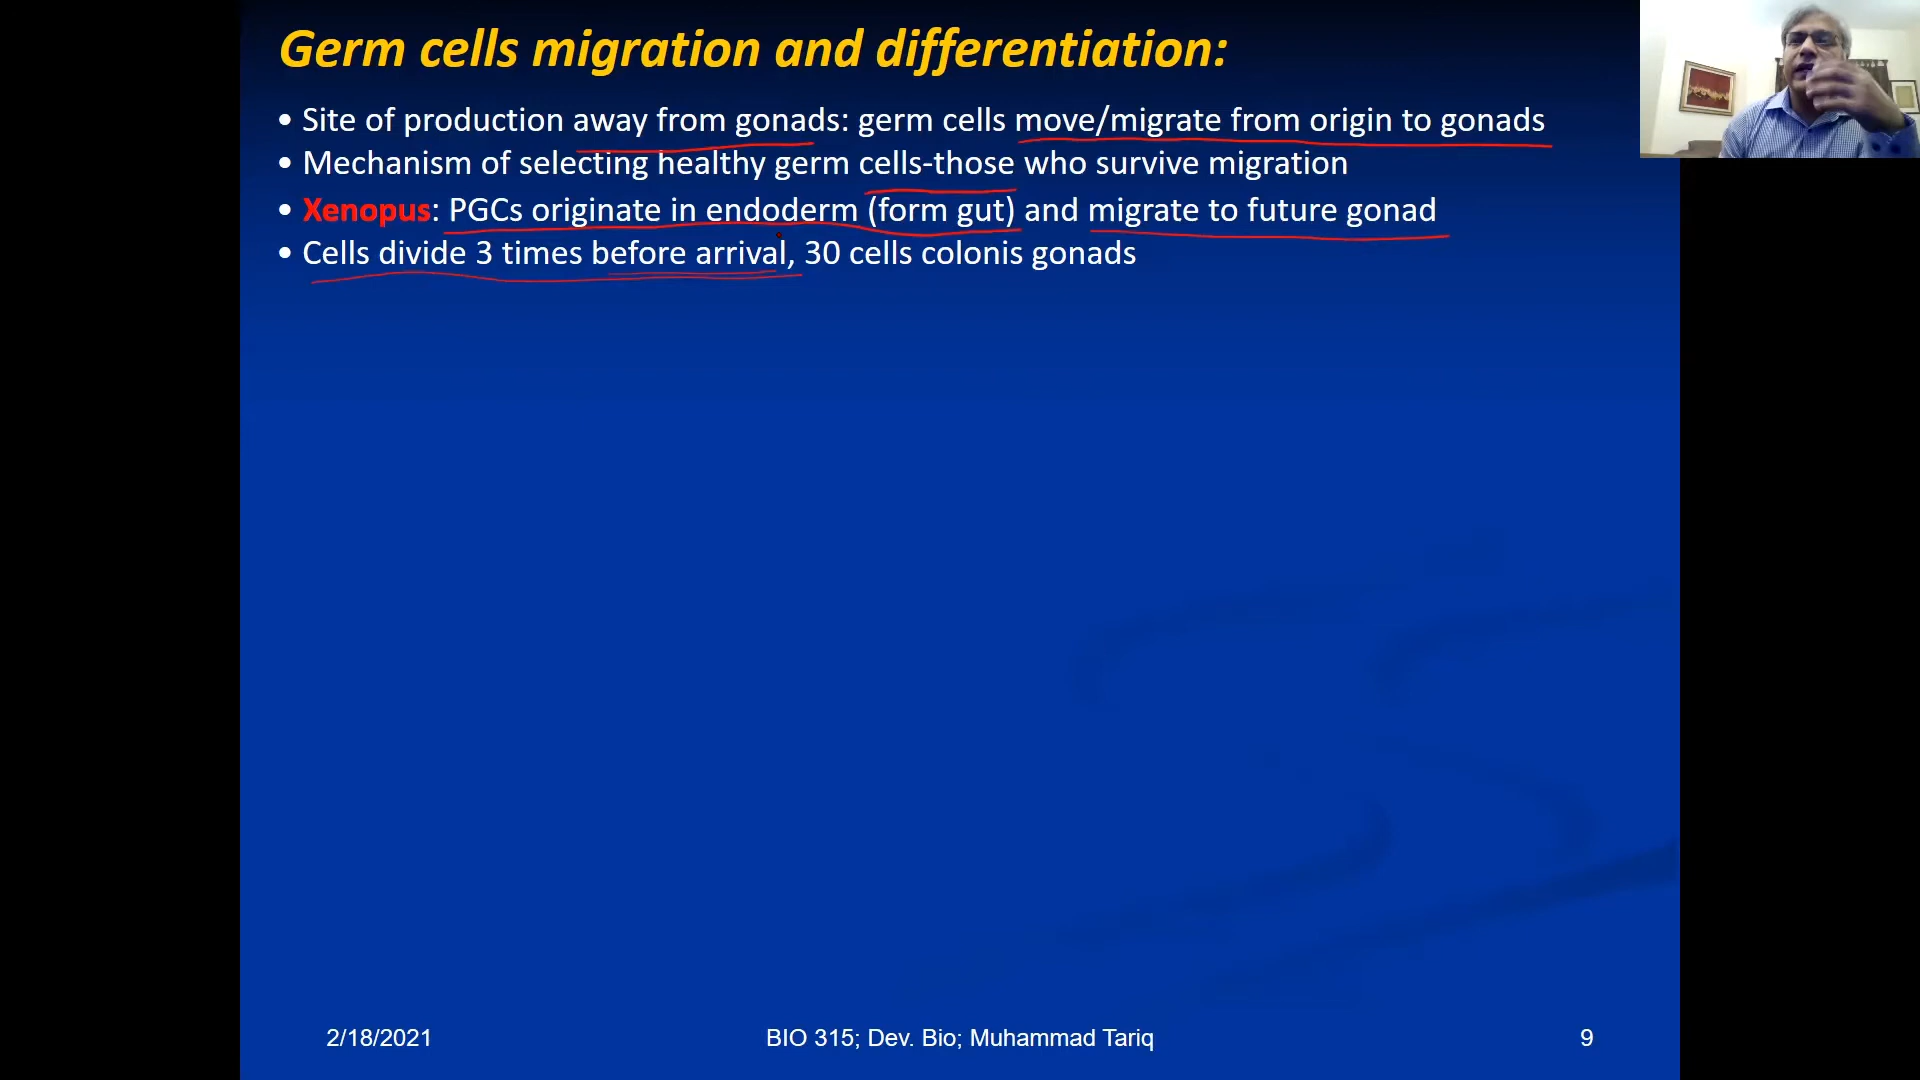 Germ cells migration and differentiation:
• Site of production away from gonads: germ cells move/migrate from origin to gonads
• Mechanism of selecting healthy germ cells-those who survive migration
• Xenopus: PGCs originate in endoderm (form gut) and migrate to future gonad
• Cells divide 3 times before arrival, 30 cells colonis gonads
2/18/2021
BIO 315; Dev. Bio; Muhammad Tariq
9